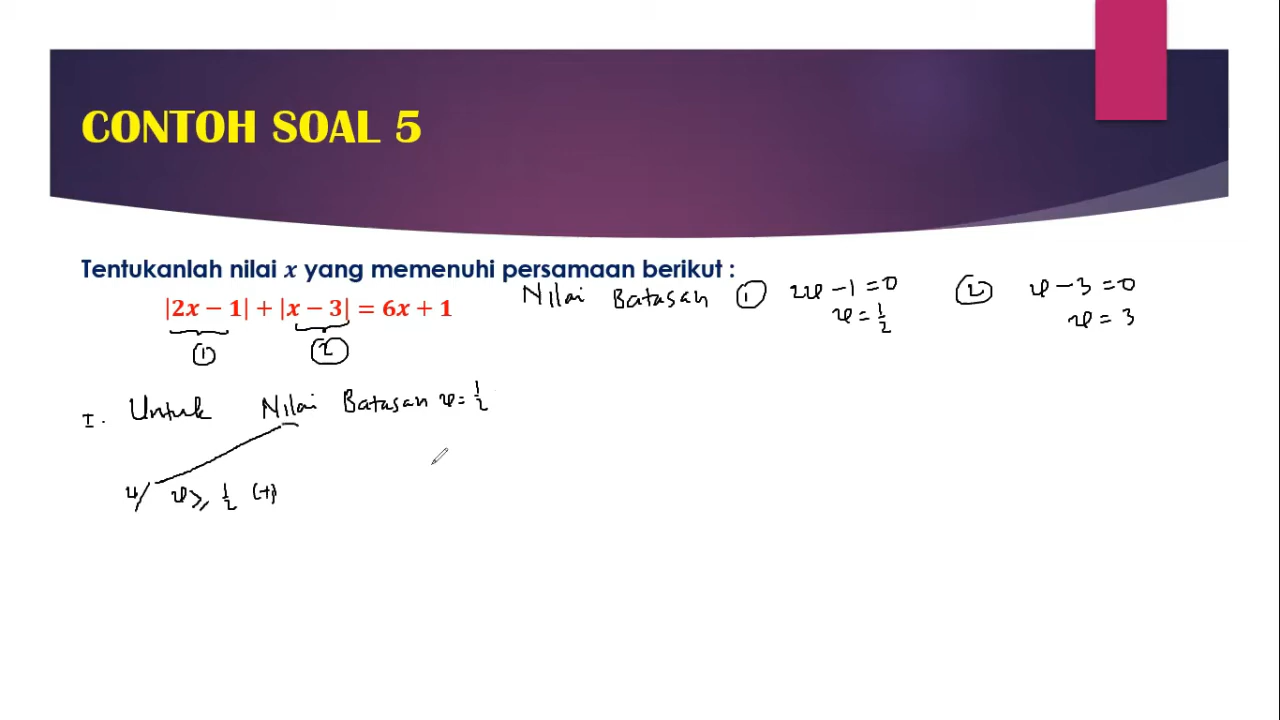 CONTOH SOAL 5
Tentukanlah nilai x yang memenuhi persamaan berikut :
|2x − 1| + |x − 3| = 6x + 1
① ②
Nilai Batasan ① 2x − 1 = 0
x = 1/2
② x − 3 = 0
x = 3
I. Untuk Nilai Batasan x = 1/2
u/ x ≥ 1/2 (+)